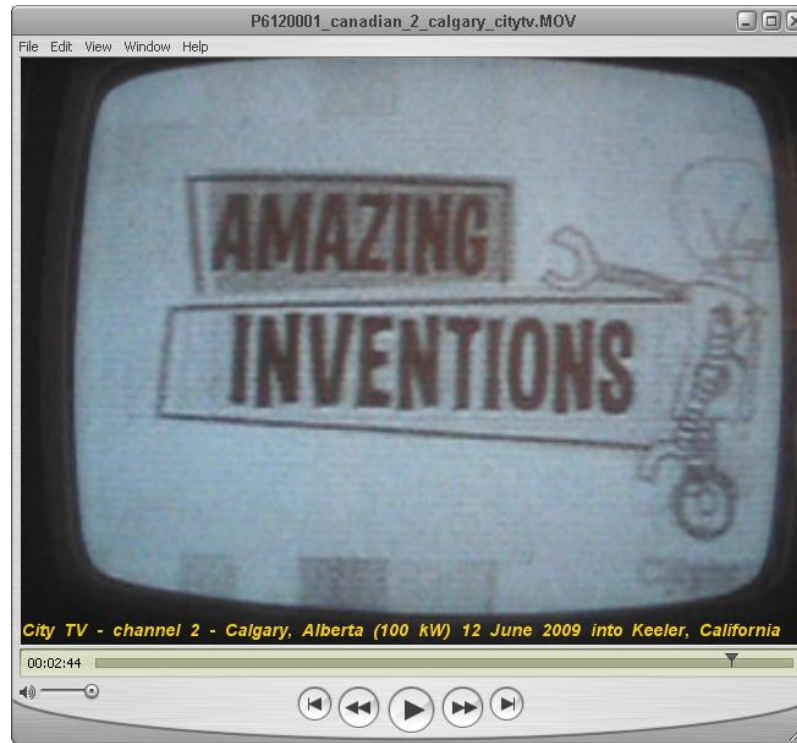 P6120001_canadian_2_calgary_citytv.MOV
File Edit View Window Help
AMAZING
INVENTIONS
City TV - channel 2 - Calgary, Alberta (100 kW) 12 June 2009 into Keeler, California
00:02:44